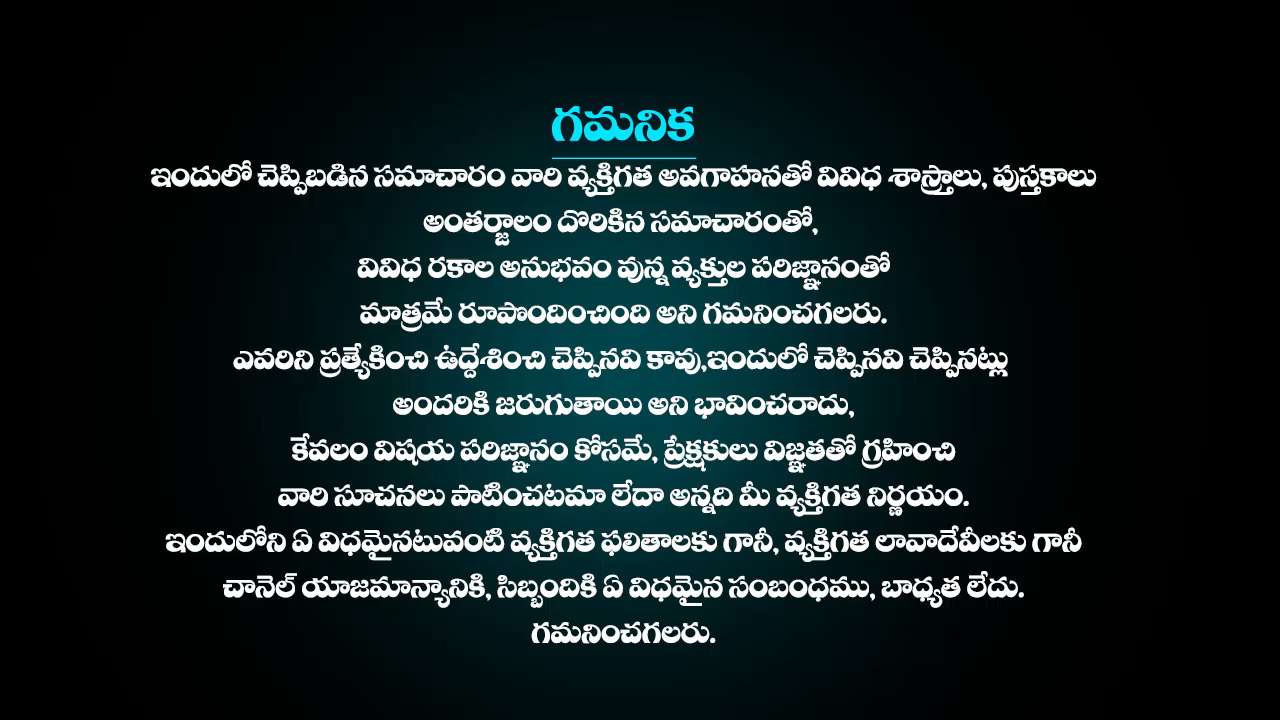 గమనిక
ఇందులో చెప్పిబడిన సమాచారం వారి వ్యక్తిగత అవగాహనతో వివిధ శాస్త్రాలు, పుస్తకాలు
అంతర్జాలం దొరికిన సమాచారంతో,
వివిధ రకాల అనుభవం వున్న వ్యక్తుల పరిజ్ఞానంతో
మాత్రమే రూపొందించింది అని గమనించగలరు.
ఎవరిని ప్రత్యేకించి ఉద్దేశించి చెప్పినవి కావు,ఇందులో చెప్పినవి చెప్పినట్లు
అందరికి జరుగుతాయి అని భావించరాదు,
కేవలం విషయ పరిజ్ఞానం కోసమే, ప్రేక్షకులు విజ్ఞతతో గ్రహించి
వారి సూచనలు పాటించటమా లేదా అన్నది మీ వ్యక్తిగత నిర్ణయం.
ఇందులోని ఏ విధమైనటువంటి వ్యక్తిగత ఫలితాలకు గానీ, వ్యక్తిగత లావాదేవీలకు గానీ
చానెల్ యాజమాన్యానికి, సిబ్బందికి ఏ విధమైన సంబంధము, బాధ్యత లేదు.
గమనించగలరు.